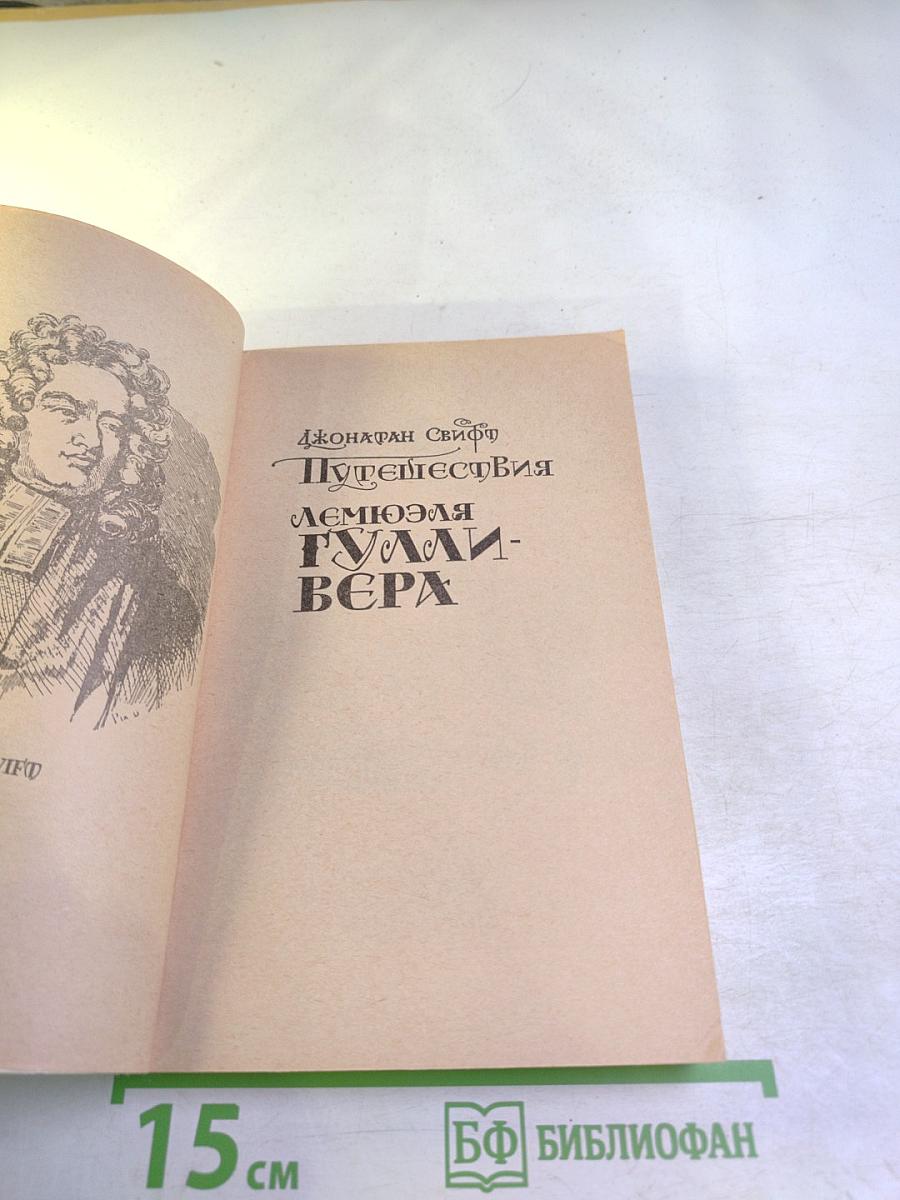 Джонатан Свифт
Путешествия
Лемюэля
Гулли-
вера
15 см
БФ БИБЛИОФАН